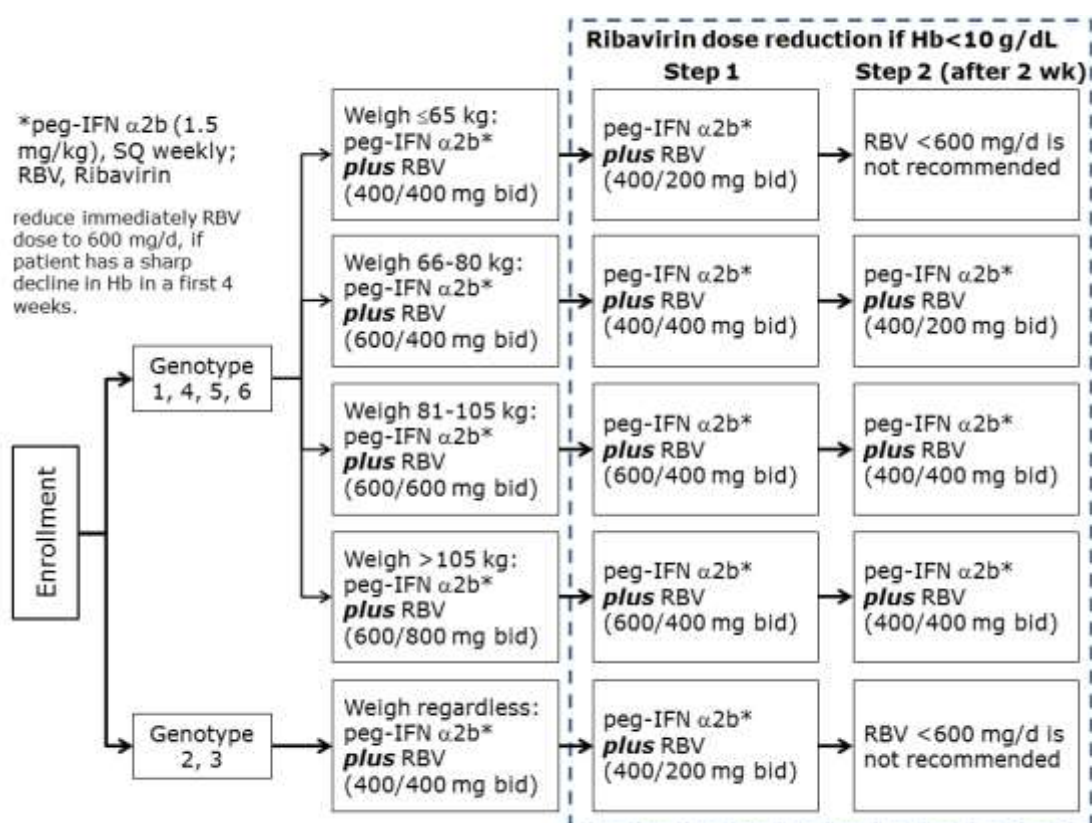 Ribavirin dose reduction if Hb<10 g/dL
Step 1
Step 2 (after 2 wk)
*peg-IFN α2b (1.5
mg/kg), SQ weekly;
RBV, Ribavirin
reduce immediately RBV
dose to 600 mg/d, if
patient has a sharp
decline in Hb in a first 4
weeks.
Enrollment
Genotype
1, 4, 5, 6
Weigh ≤65 kg:
peg-IFN α2b*
plus RBV
(400/400 mg bid)
peg-IFN α2b*
plus RBV
(400/200 mg bid)
RBV <600 mg/d is
not recommended
Weigh 66-80 kg:
peg-IFN α2b*
plus RBV
(600/400 mg bid)
peg-IFN α2b*
plus RBV
(400/400 mg bid)
peg-IFN α2b*
plus RBV
(400/200 mg bid)
Weigh 81-105 kg:
peg-IFN α2b*
plus RBV
(600/600 mg bid)
peg-IFN α2b*
plus RBV
(600/400 mg bid)
peg-IFN α2b*
plus RBV
(400/400 mg bid)
Weigh >105 kg:
peg-IFN α2b*
plus RBV
(600/800 mg bid)
peg-IFN α2b*
plus RBV
(600/400 mg bid)
peg-IFN α2b*
plus RBV
(400/400 mg bid)
Genotype
2, 3
Weigh regardless:
peg-IFN α2b*
plus RBV
(400/400 mg bid)
peg-IFN α2b*
plus RBV
(400/200 mg bid)
RBV <600 mg/d is
not recommended